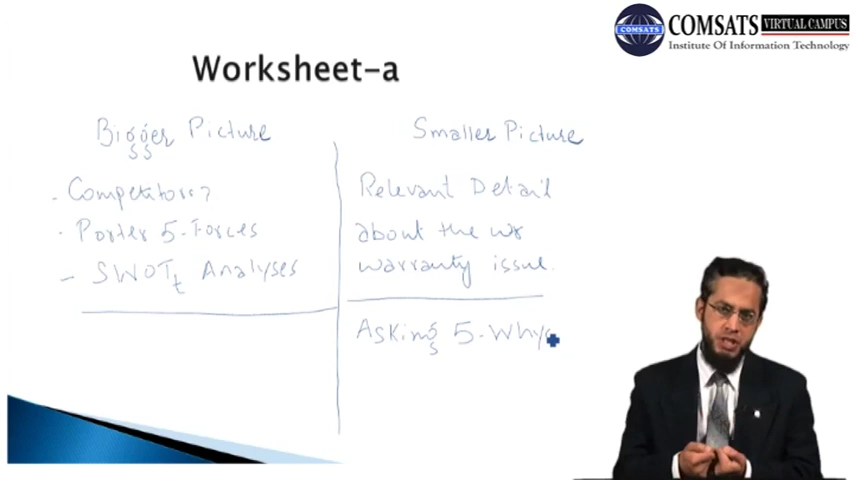 COMSATS VIRTUAL CAMPUS
COMSATS
Institute Of Information Technology
Worksheet-a
Bigger Picture
Smaller Picture
. Competitors?
. Porter 5-Forces
- SWOT Analyses
Relevant Detail
about the
warranty issue.
Asking 5-Whys